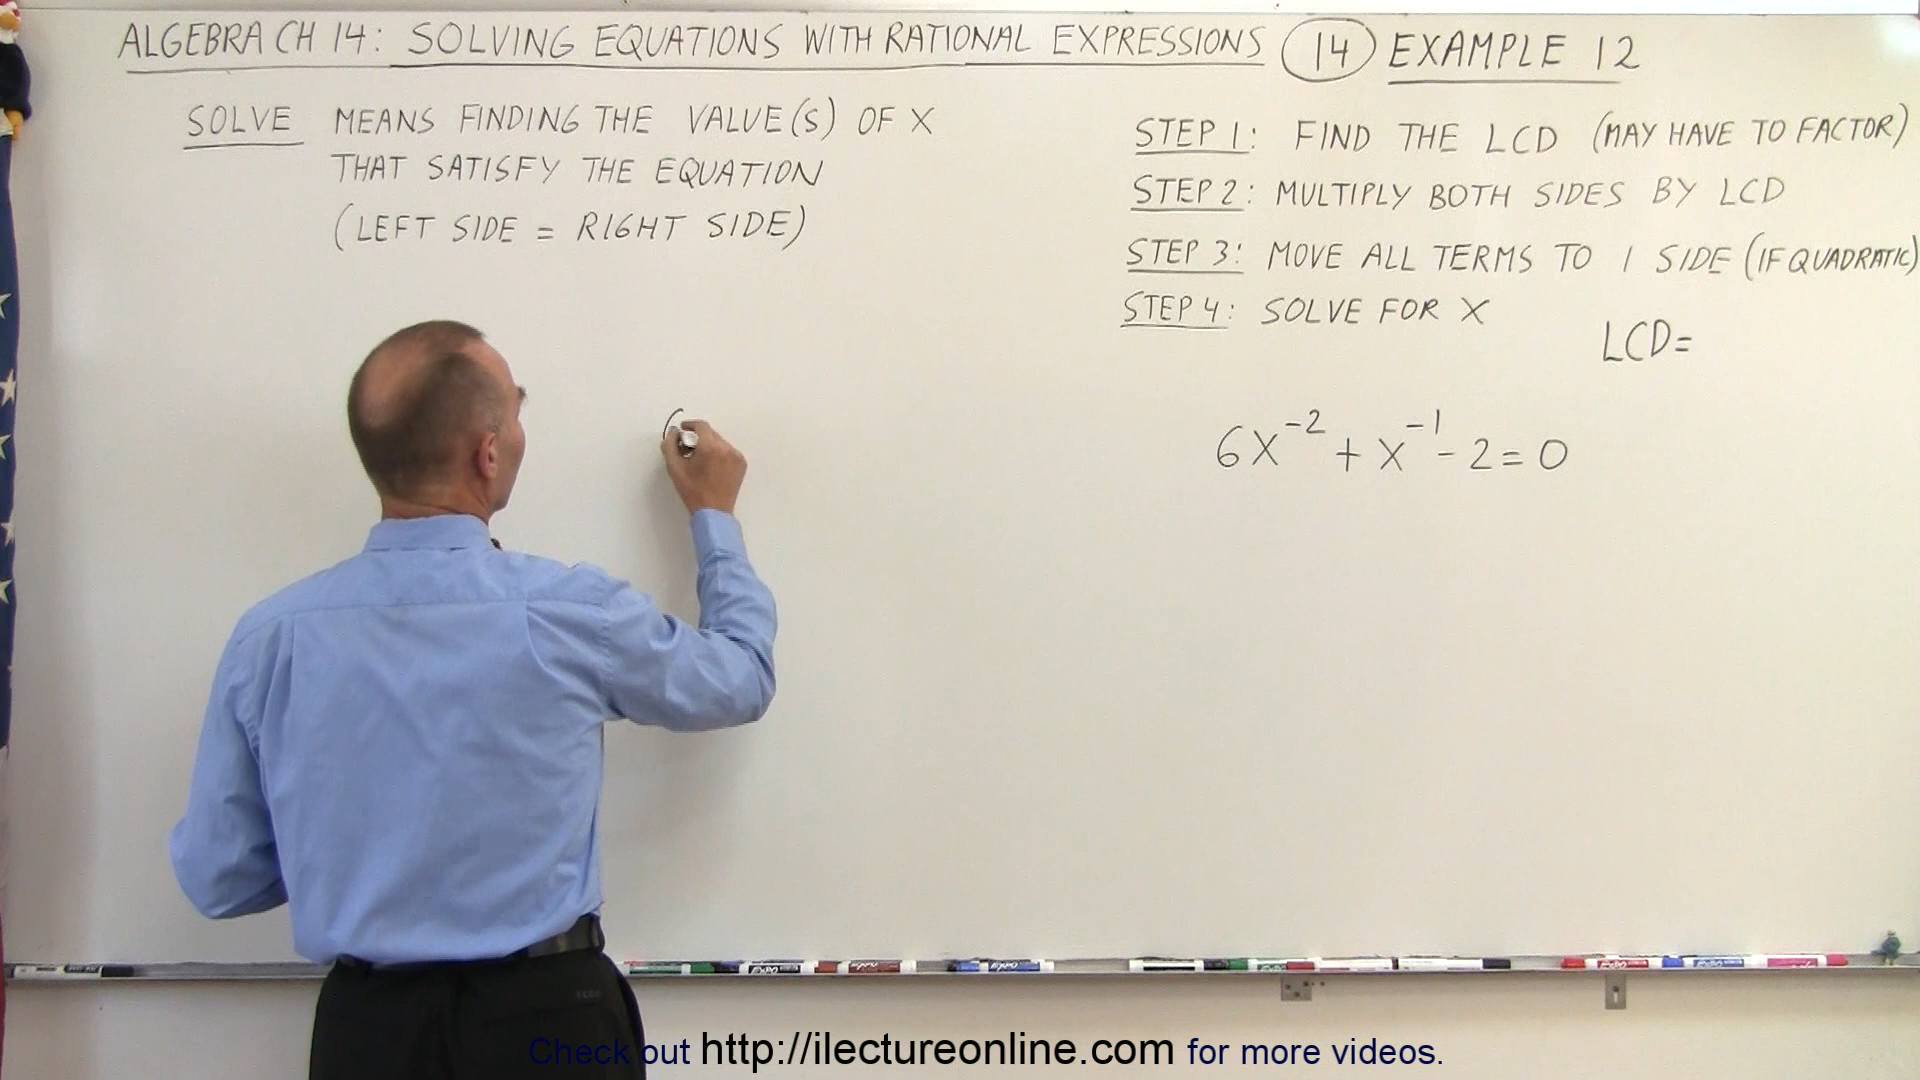 ALGEBRA CH 14: SOLVING EQUATIONS WITH RATIONAL EXPRESSIONS 14 EXAMPLE 12
SOLVE MEANS FINDING THE VALUE(S) OF X
THAT SATISFY THE EQUATION
(LEFT SIDE = RIGHT SIDE)
STEP 1: FIND THE LCD (MAY HAVE TO FACTOR)
STEP 2: MULTIPLY BOTH SIDES BY LCD
STEP 3: MOVE ALL TERMS TO 1 SIDE (IF QUADRATIC)
STEP 4: SOLVE FOR X
LCD=
6x⁻² + x⁻¹ - 2 = 0
Check out http://ilectureonline.com for more videos.